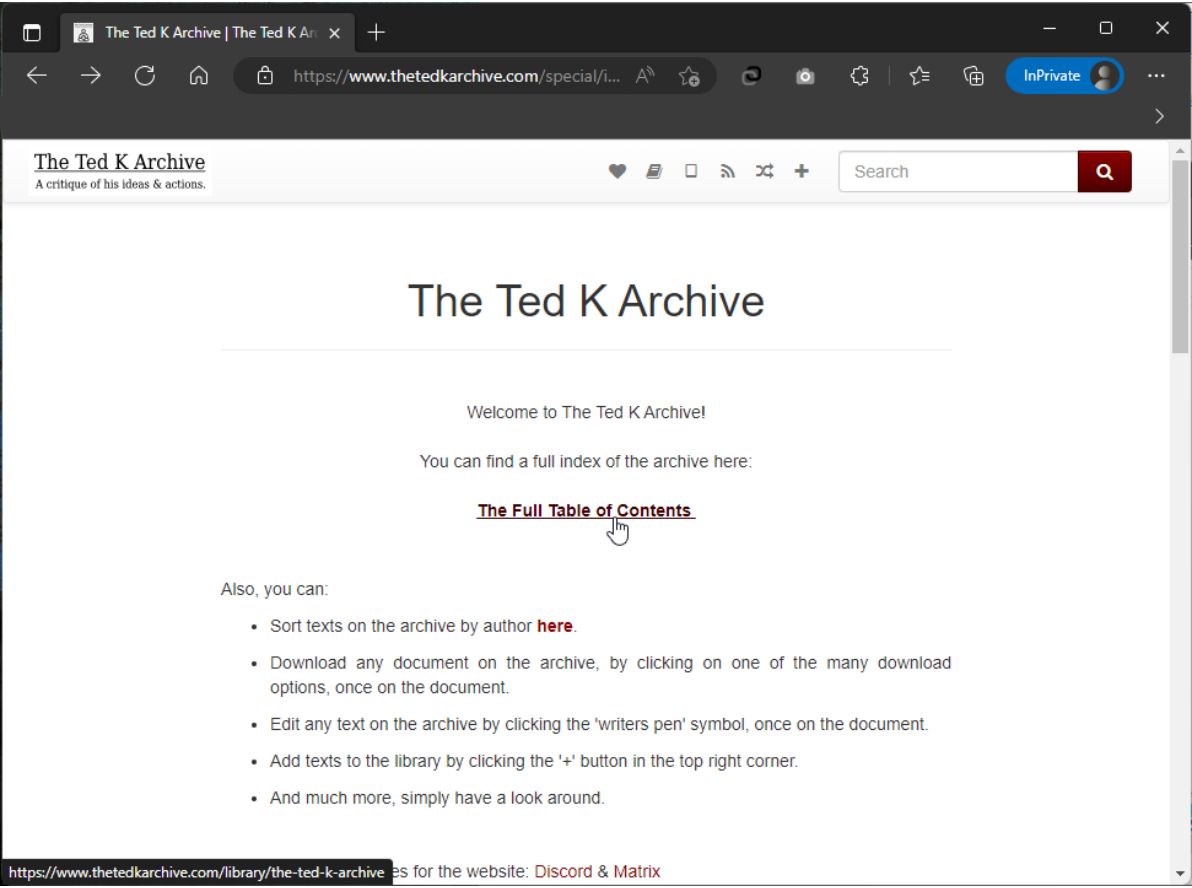 The Ted K Archive | The Ted K Arc
https://www.thetedkarchive.com/special/i...
InPrivate
The Ted K Archive
A critique of his ideas & actions.
Search
The Ted K Archive
Welcome to The Ted K Archive!
You can find a full index of the archive here:
The Full Table of Contents
Also, you can:
• Sort texts on the archive by author here.
• Download any document on the archive, by clicking on one of the many download
options, once on the document.
• Edit any text on the archive by clicking the 'writers pen' symbol, once on the document.
• Add texts to the library by clicking the '+' button in the top right corner.
• And much more, simply have a look around.
https://www.thetedkarchive.com/library/the-ted-k-archive es for the website: Discord & Matrix